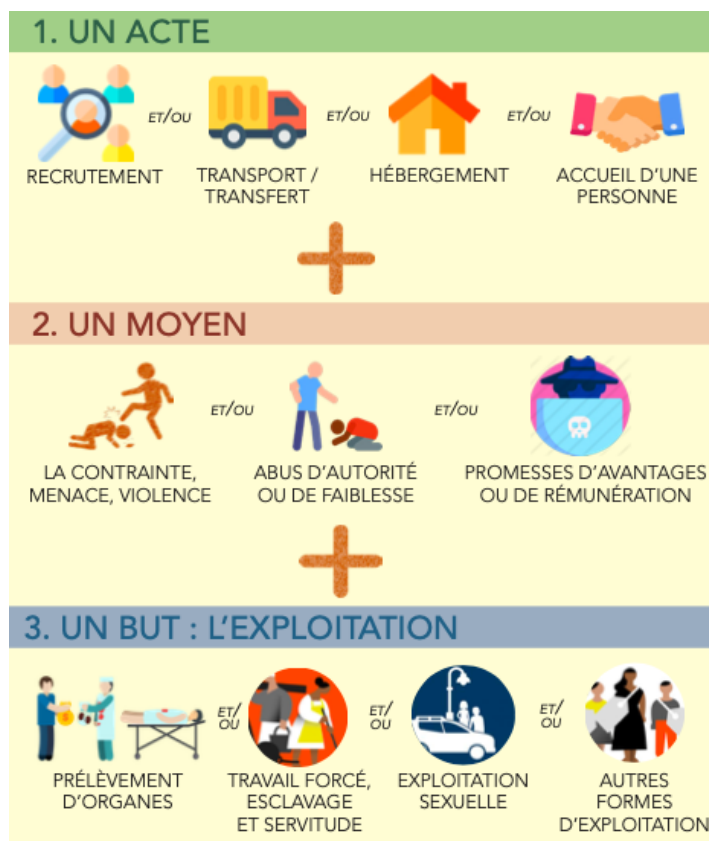 1. UN ACTE
ET/OU
ET/OU
ET/OU
RECRUTEMENT
TRANSPORT /
TRANSFERT
HÉBERGEMENT
ACCUEIL D'UNE
PERSONNE
2. UN MOYEN
ET/OU
ET/OU
LA CONTRAINTE,
MENACE, VIOLENCE
ABUS D'AUTORITÉ
OU DE FAIBLESSE
PROMESSES D'AVANTAGES
OU DE RÉMUNÉRATION
3. UN BUT : L'EXPLOITATION
ET/
OU
ET/
OU
ET/
OU
PRÉLÈVEMENT
D'ORGANES
TRAVAIL FORCÉ,
ESCLAVAGE
ET SERVITUDE
EXPLOITATION
SEXUELLE
AUTRES
FORMES
D'EXPLOITATION